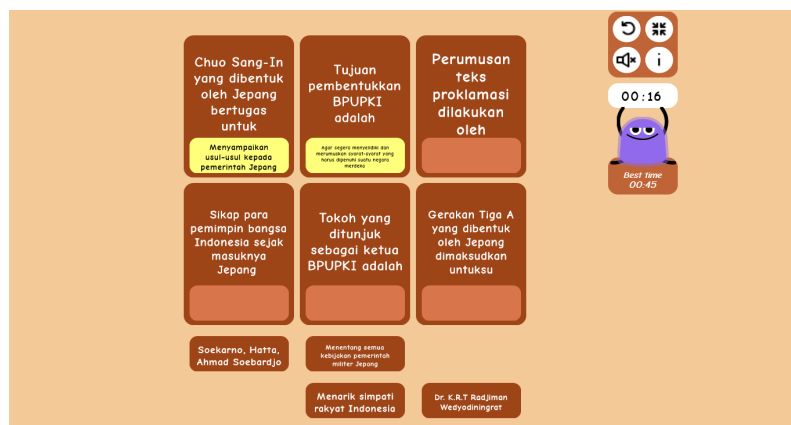 Chuo Sang-In
yang dibentuk
oleh Jepang
bertugas
untuk
Menyampaikan
usul-usul kepada
pemerintah Jepang
Tujuan
pembentukkan
BPUPKI
adalah
Agar segera menyelidiki dan
merumuskan syarat-syarat yang
harus dipenuhi suatu negara
merdeka
Perumusan
teks
proklamasi
dilakukan
oleh
00:16
Best time
00:45
Sikap para
pemimpin bangsa
Indonesia sejak
masuknya
Jepang
Tokoh yang
ditunjuk
sebagai ketua
BPUPKI adalah
Gerakan Tiga A
yang dibentuk
oleh Jepang
dimaksudkan
untuksu
Soekarno, Hatta,
Ahmad Soebardjo
Menentang semua
kebijakan pemerintah
militer Jepang
Menarik simpati
rakyat Indonesia
Dr. K.R.T Radjiman
Wedyodiningrat